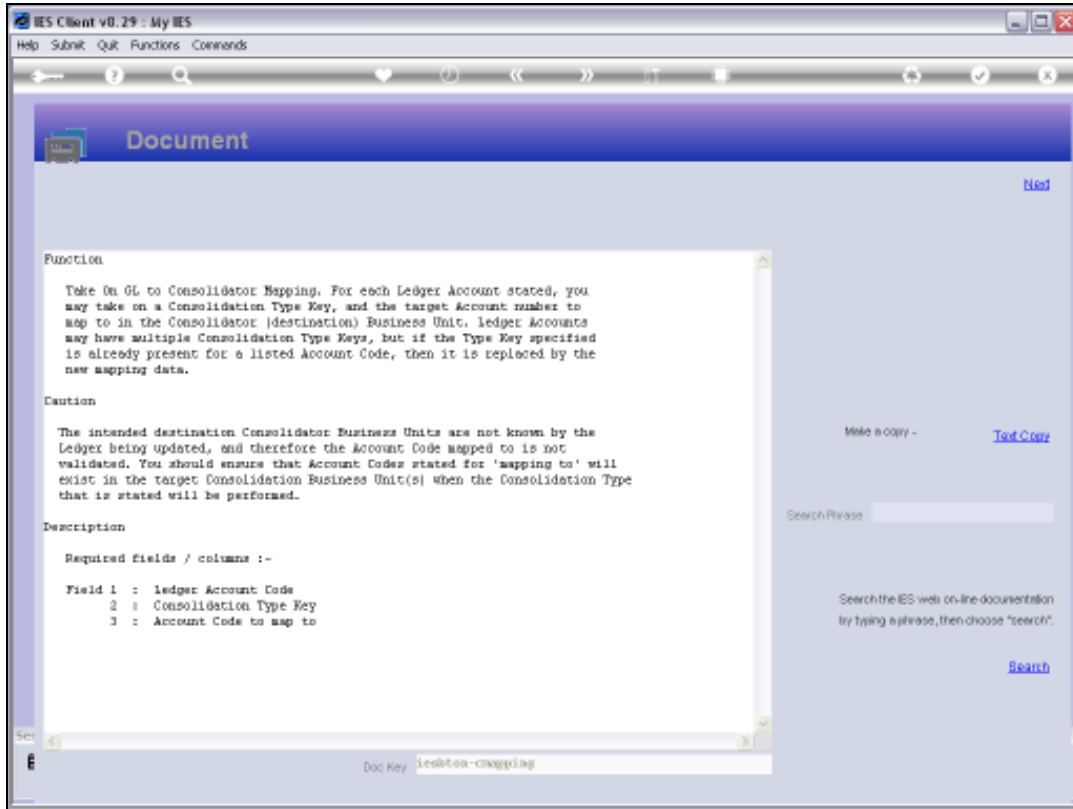 IES Client v8.29 : My IES
Help Submit Quit Functions Commands
Document
Next
Function
Take On GL to Consolidator Mapping. For each Ledger Account stated, you
may take on a Consolidation Type Key, and the target Account number to
map to in the Consolidator (destination) Business Unit. Ledger Accounts
may have multiple Consolidation Type Keys, but if the Type Key specified
is already present for a listed Account Code, then it is replaced by the
new mapping data.
Caution
The intended destination Consolidator Business Units are not known by the
Ledger being updated, and therefore the Account Code mapped to is not
validated. You should ensure that Account Codes stated for 'mapping to' will
exist in the target Consolidation Business Unit(s) when the Consolidation Type
that is stated will be performed.
Description
Required fields / columns :-
Field 1 : Ledger Account Code
2 : Consolidation Type Key
3 : Account Code to map to
Make a copy -
Text Copy
Search Phrase
Search the IES web on-line documentation
by typing a phrase, then choose "search".
Search
Doc Key